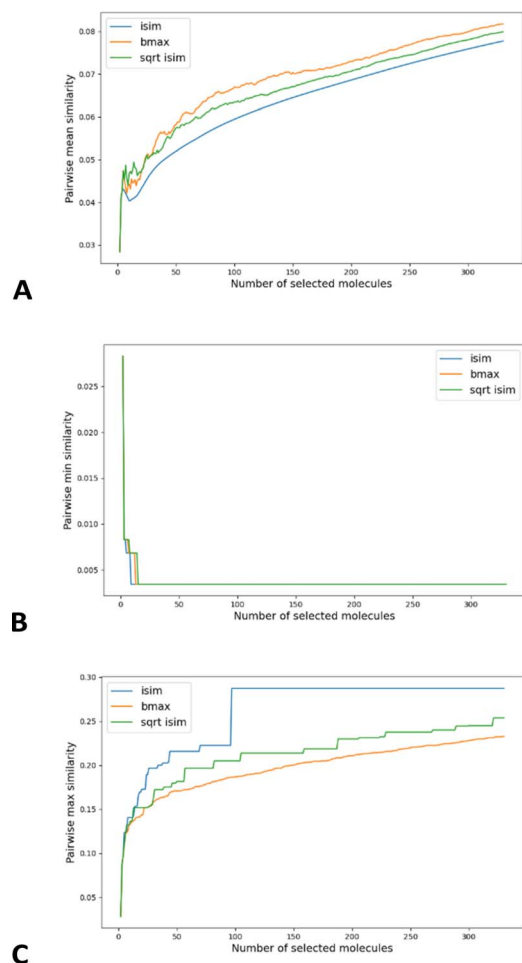 isim
bmax
sqrt isim
0.08
0.07
0.06
0.05
0.04
0.03
Pairwise mean similarity
0 50 100 150 200 250 300
Number of selected molecules
A
isim
bmax
sqrt isim
0.025
0.020
0.015
0.010
0.005
Pairwise min similarity
0 50 100 150 200 250 300
Number of selected molecules
B
isim
bmax
sqrt isim
0.30
0.25
0.20
0.15
0.10
0.05
Pairwise max similarity
0 50 100 150 200 250 300
Number of selected molecules
C